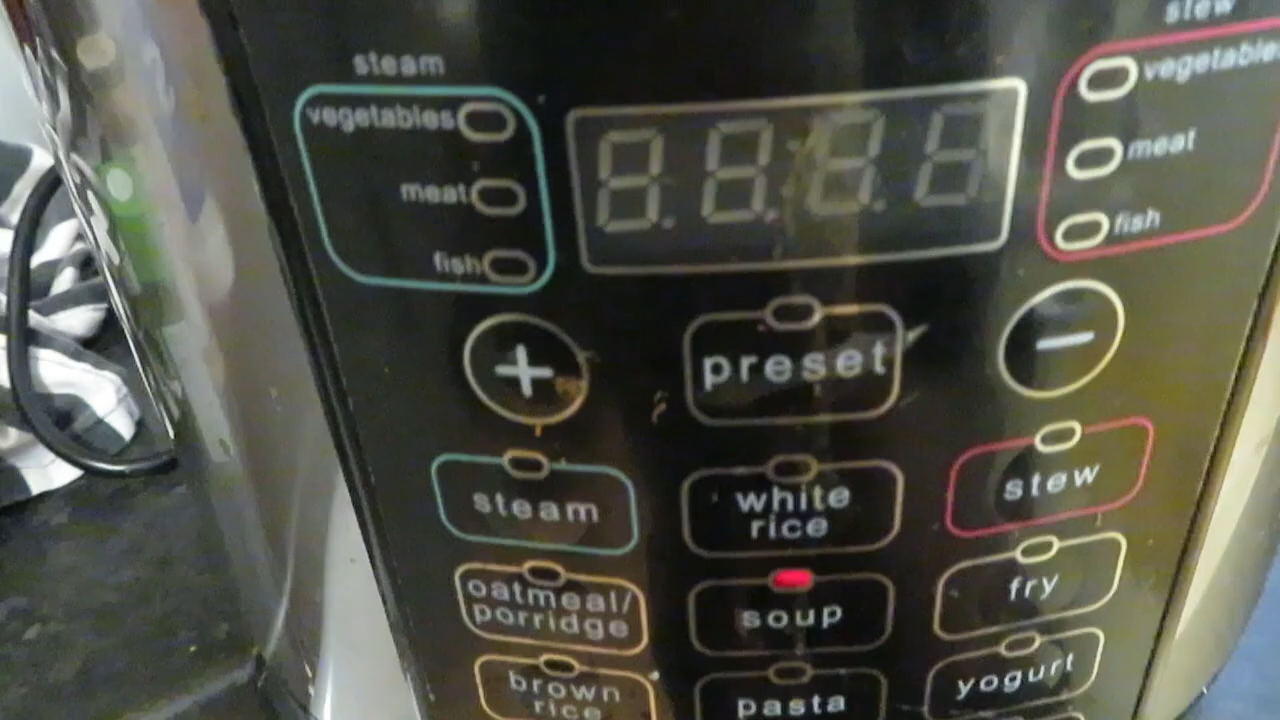 steam
stew
vegetables
vegetables
meat
meat
fish
fish
+
preset
-
steam
white
rice
stew
oatmeal/
porridge
soup
fry
brown
rice
pasta
yogurt